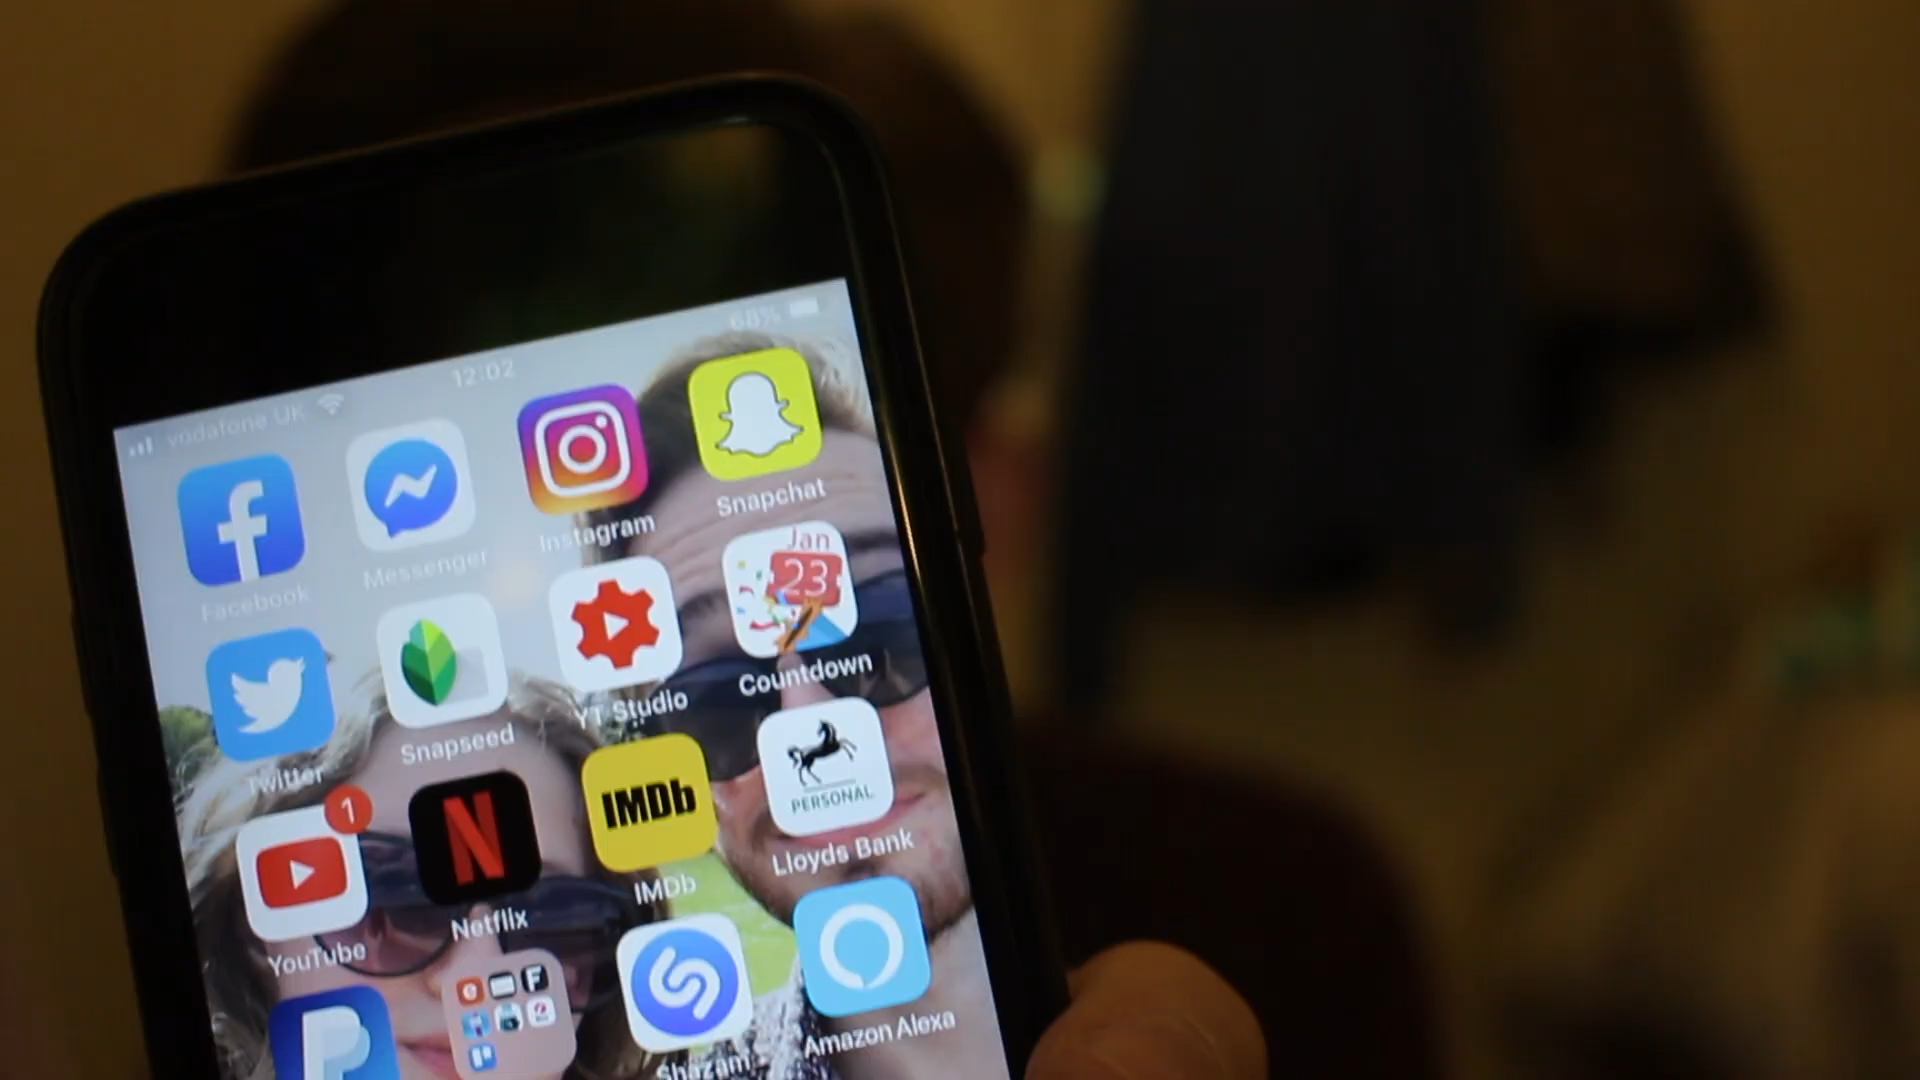 68%
12:02
vodafone UK
Snapchat
Instagram
Messenger
Facebook
Jan
23
Countdown
YT Studio
Snapseed
Twitter
1
PERSONAL
Lloyds Bank
IMDb
IMDb
N
Netflix
YouTube
Amazon Alexa
Shazam